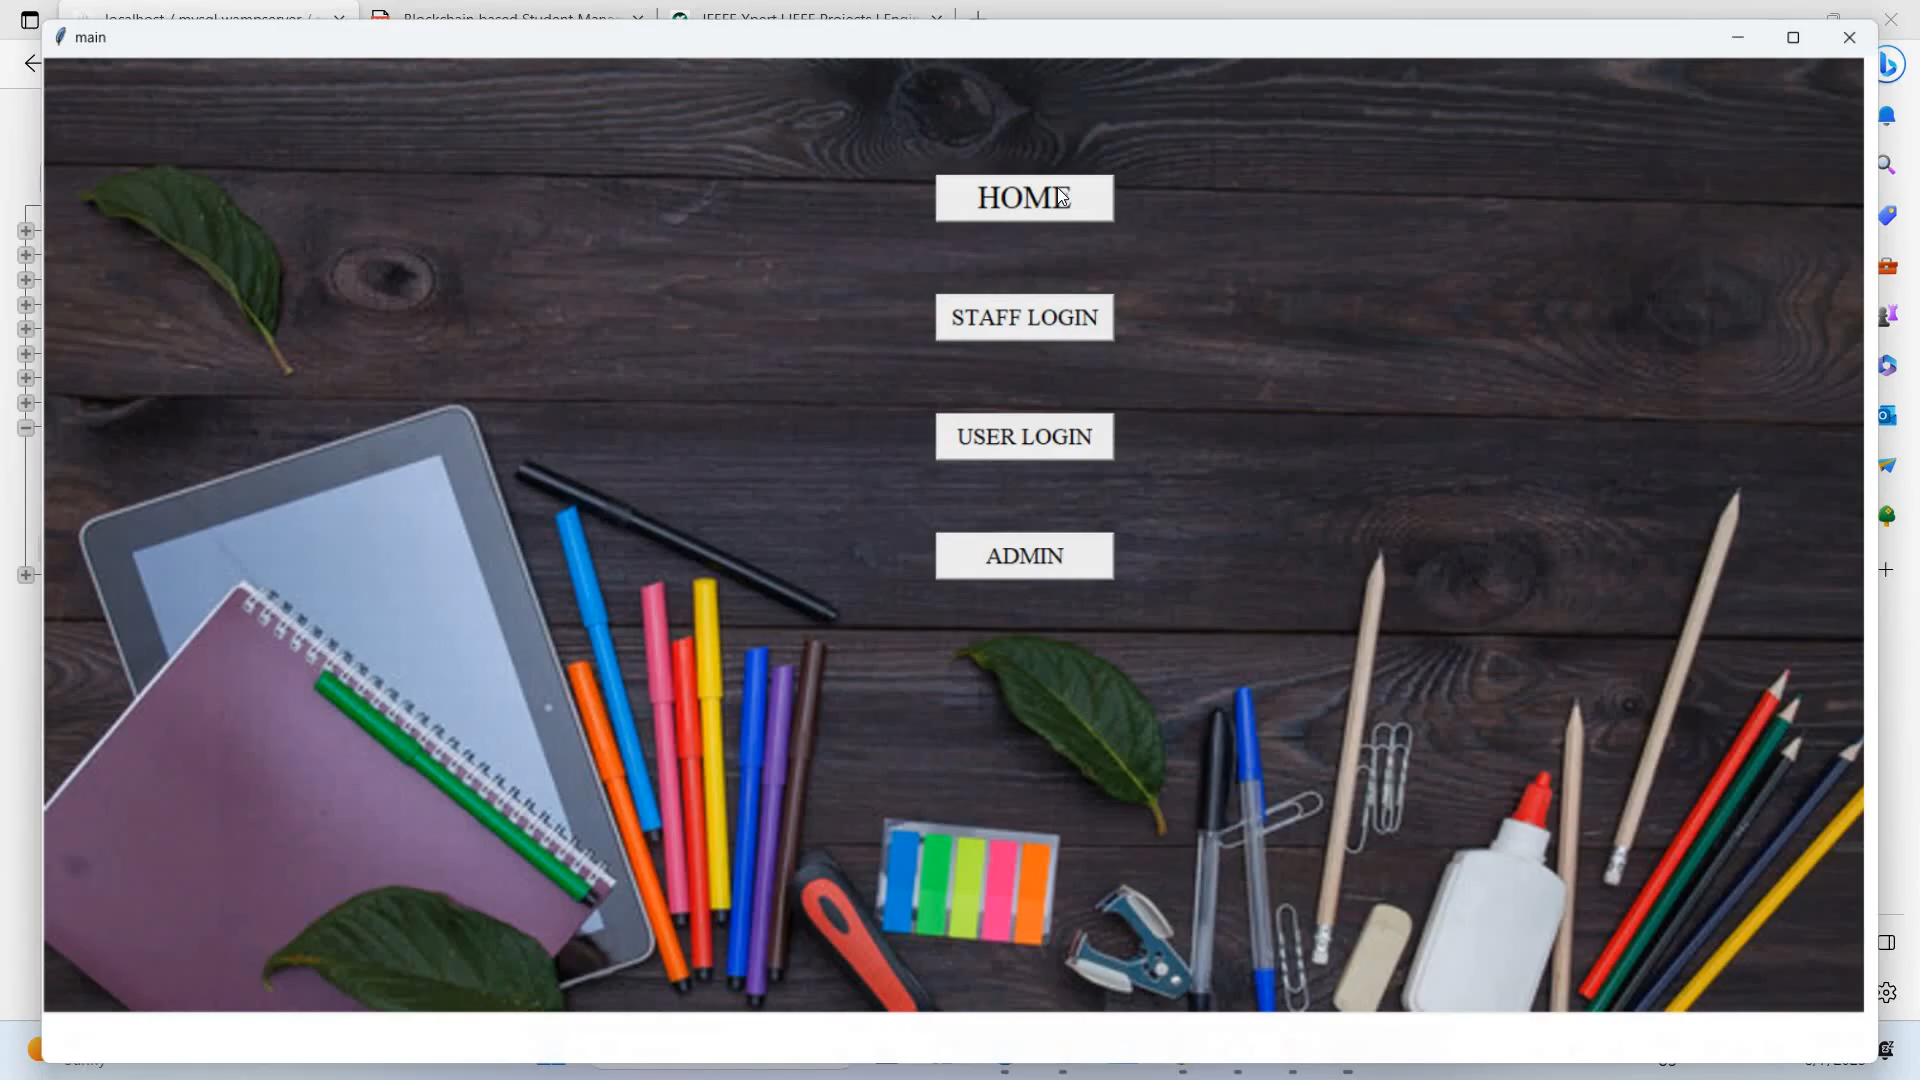 main
HOME
STAFF LOGIN
USER LOGIN
ADMIN